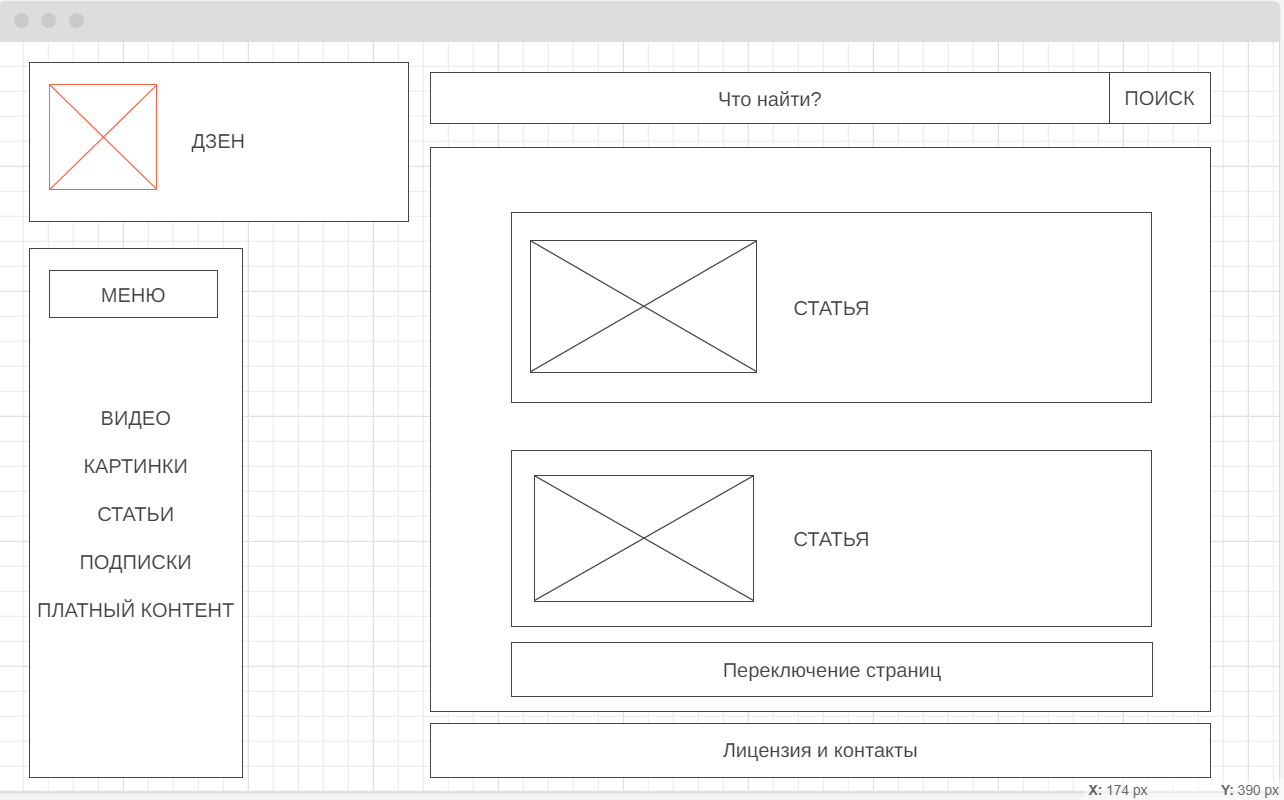 ДЗЕН
Что найти?
ПОИСК
МЕНЮ
ВИДЕО
КАРТИНКИ
СТАТЬИ
ПОДПИСКИ
ПЛАТНЫЙ КОНТЕНТ
СТАТЬЯ
СТАТЬЯ
Переключение страниц
Лицензия и контакты
X: 174 px
Y: 390 px